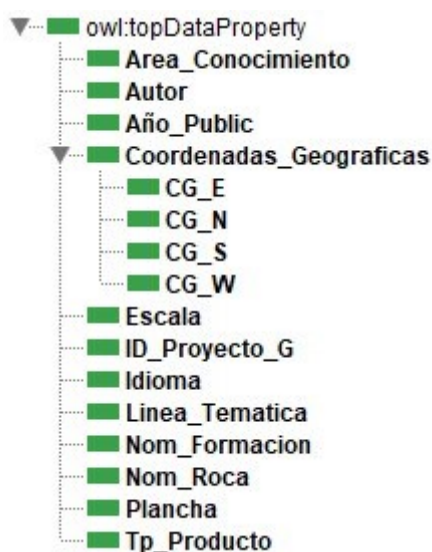 owl:topDataProperty
Area_Conocimiento
Autor
Año_Public
Coordenadas_Geograficas
CG_E
CG_N
CG_S
CG_W
Escala
ID_Proyecto_G
Idioma
Linea_Tematica
Nom_Formacion
Nom_Roca
Plancha
Tp_Producto